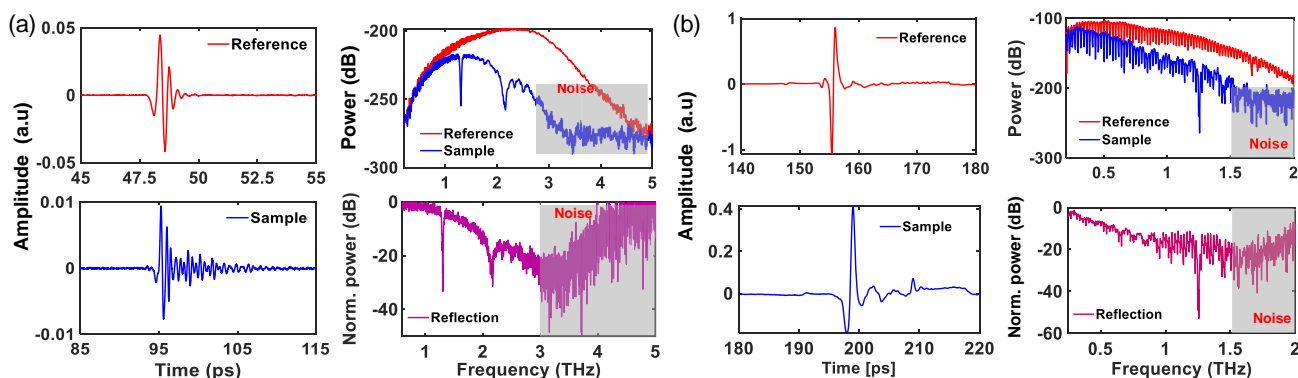 (a)
Amplitude (a.u)
0.05
0
-0.05
Reference
45 47.5 50 52.5 55
0.01
0
-0.01
Sample
85 95 105 115
Time (ps)
Power (dB)
-200
-250
-300
Noise
Reference
Sample
1 2 3 4 5
Norm. power (dB)
0
-20
-40
Noise
Reflection
1 2 3 4 5
Frequency (THz)
(b)
Amplitude (a.u)
1
0
-1
Reference
140 150 160 170 180
0.4
0.2
0
Sample
180 190 200 210 220
Time [ps]
Power (dB)
-100
-200
-300
Reference
Sample
Noise
0.5 1 1.5 2
Norm. power (dB)
0
-20
-40
-60
Reflection
Noise
0.5 1 1.5 2
Frequency (THz)